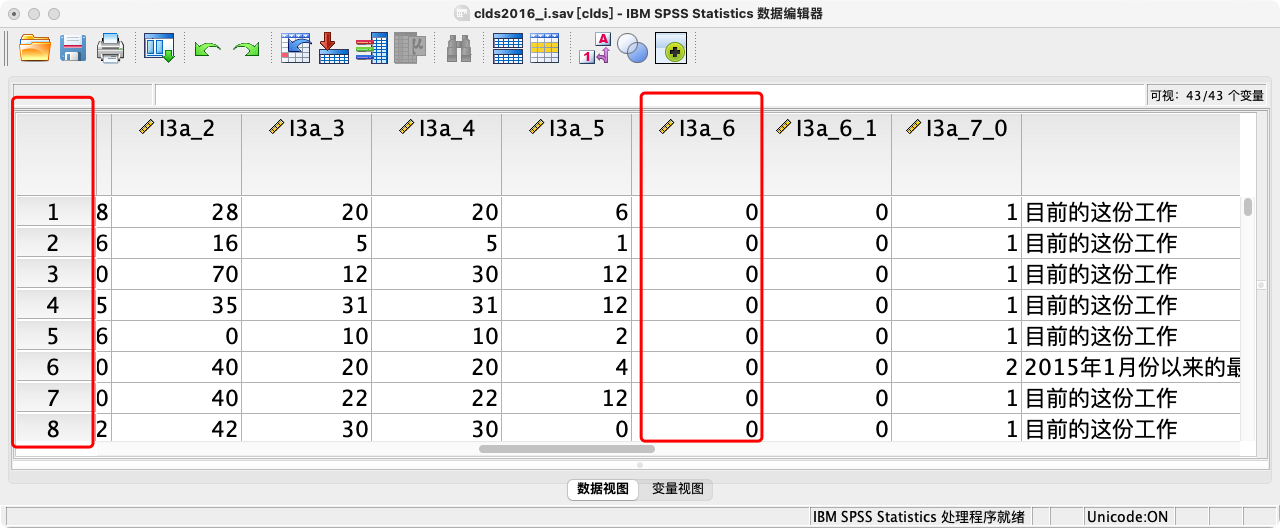 clds2016_i.sav [clds] - IBM SPSS Statistics 数据编辑器
可视: 43/43 个变量
I3a_2 I3a_3 I3a_4 I3a_5 I3a_6 I3a_6_1 I3a_7_0
1 8 28 20 20 6 0 0 1 目前的这份工作
2 6 16 5 5 1 0 0 1 目前的这份工作
3 0 70 12 30 12 0 0 1 目前的这份工作
4 5 35 31 31 12 0 0 1 目前的这份工作
5 6 0 10 10 2 0 0 1 目前的这份工作
6 0 40 20 20 4 0 0 2 2015年1月份以来的最
7 0 40 22 22 12 0 0 1 目前的这份工作
8 2 42 30 30 0 0 0 1 目前的这份工作
数据视图 变量视图
IBM SPSS Statistics 处理程序就绪 Unicode:ON